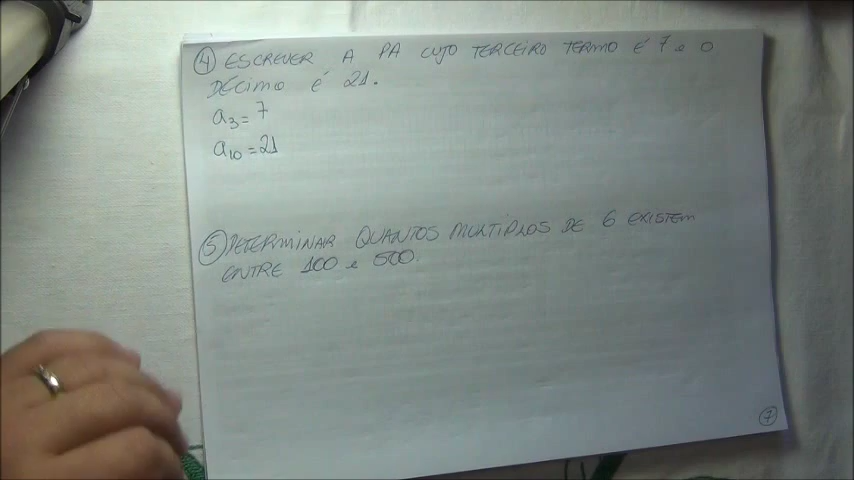 4 ESCREVER A PA CUJO TERCEIRO TERMO É 7 e O
DÉCIMO É 21.
a3=7
a10=21
5 DETERMINAR QUANTOS MULTIPLOS DE 6 EXISTEM
ENTRE 100 e 500.
7